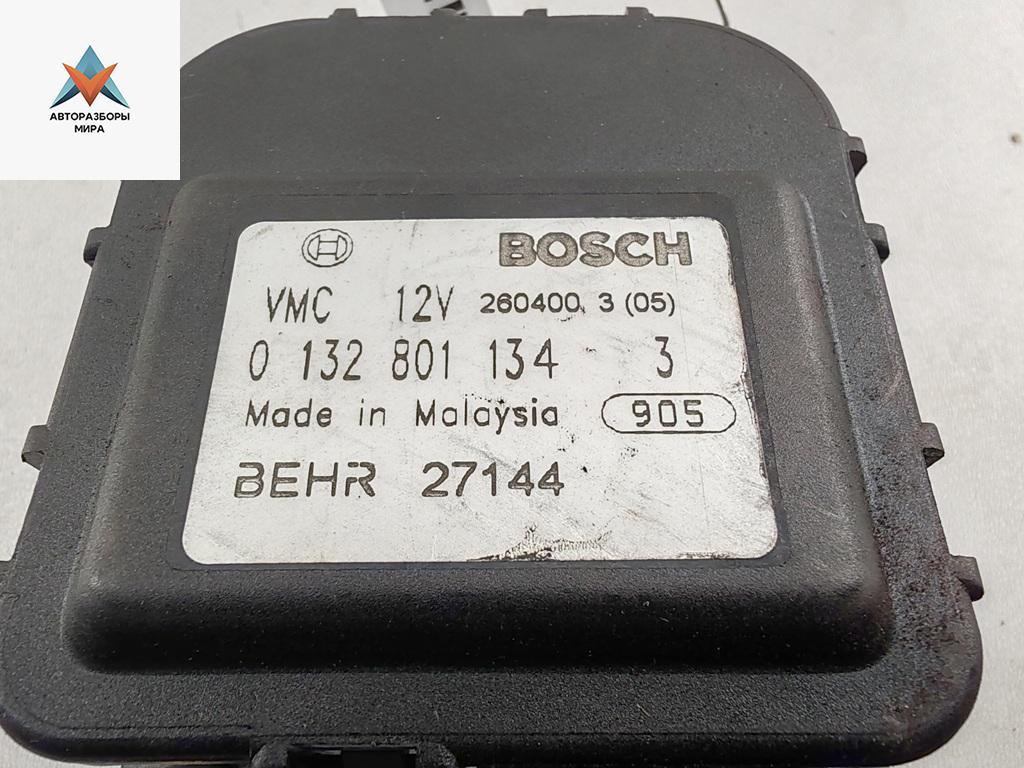 АВТОРАЗБОРЫ
МИРА
BOSCH
VMC 12V 260400 3 (05)
0 132 801 134 3
Made in Malaysia 905
BEHR 27144